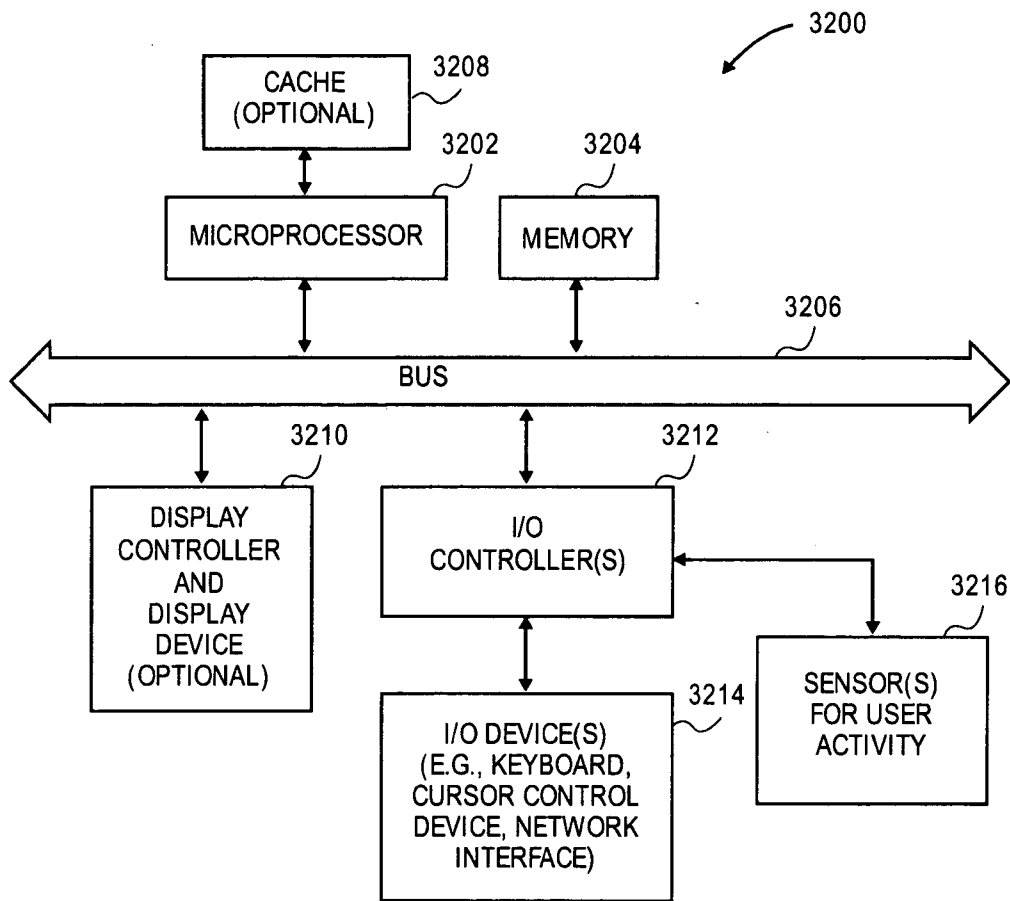 3200
3208
CACHE
(OPTIONAL)
3202
3204
MICROPROCESSOR
MEMORY
3206
BUS
3210
3212
DISPLAY
CONTROLLER
AND
DISPLAY
DEVICE
(OPTIONAL)
I/O
CONTROLLER(S)
3216
SENSOR(S)
FOR USER
ACTIVITY
3214
I/O DEVICE(S)
(E.G., KEYBOARD,
CURSOR CONTROL
DEVICE, NETWORK
INTERFACE)